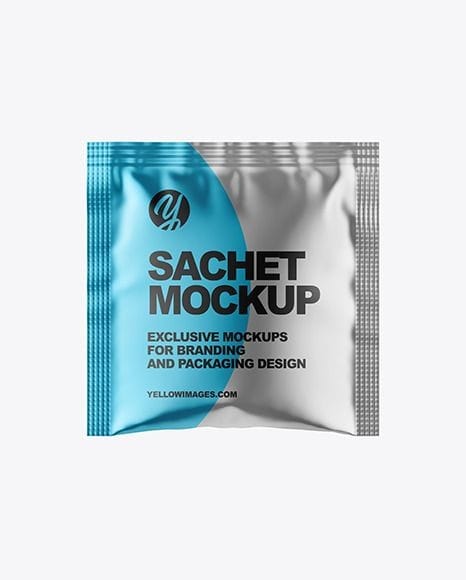 SACHET
MOCKUP
EXCLUSIVE MOCKUPS
FOR BRANDING
AND PACKAGING DESIGN
YELLOWIMAGES.COM